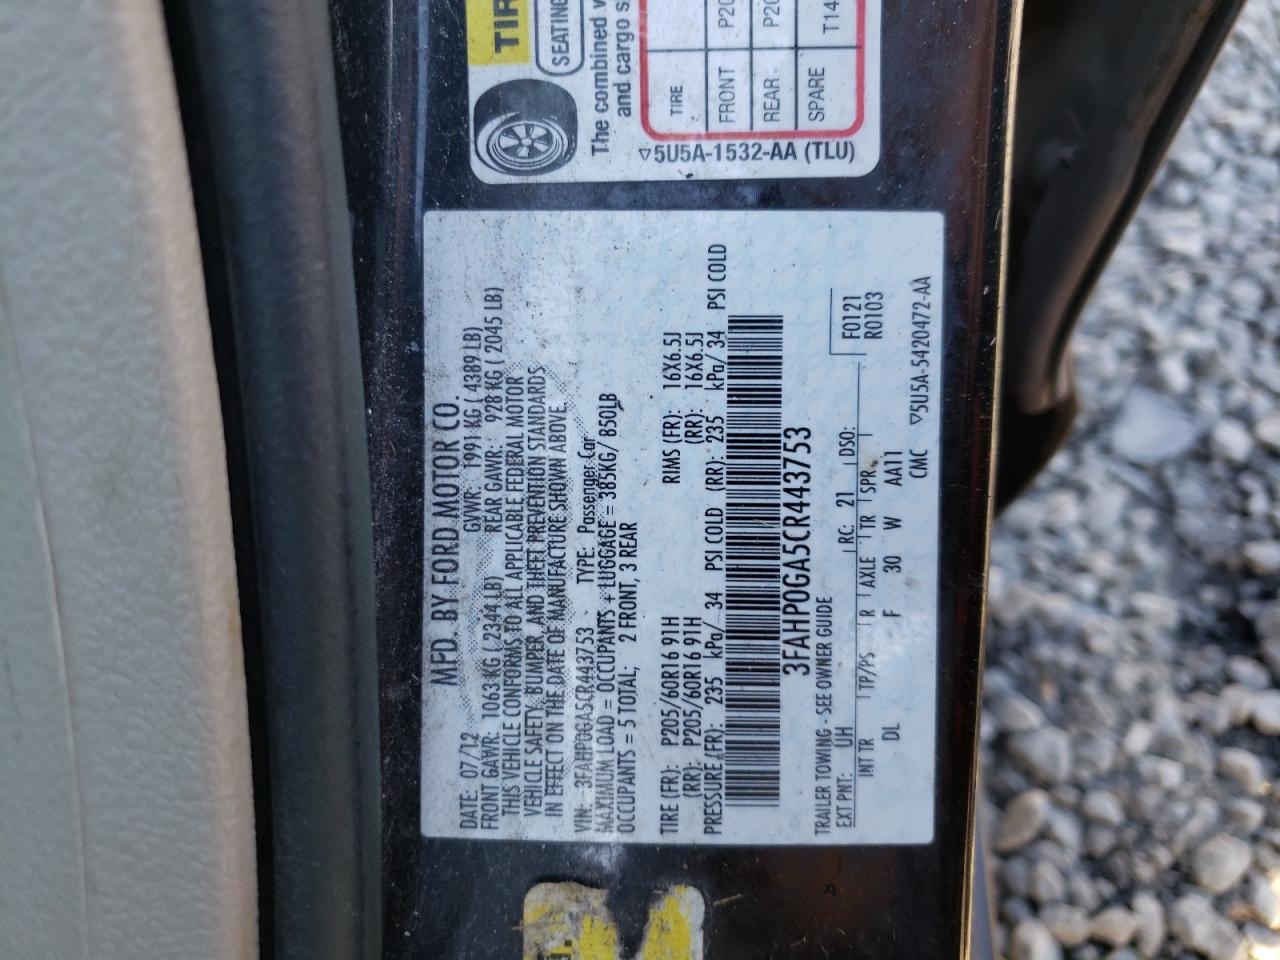 TIR
SEATING
The combined
and cargo
TIRE
FRONT P20
REAR P20
SPARE T14
▽5U5A-1532-AA (TLU)
MFD. BY FORD MOTOR CO.
DATE: 07/12 GVWR: 1991 KG ( 4389 LB)
FRONT GAWR: 1063 KG ( 2344 LB) REAR GAWR: 928 KG ( 2045 LB)
THIS VEHICLE CONFORMS TO ALL APPLICABLE FEDERAL MOTOR
VEHICLE SAFETY, BUMPER, AND THEFT PREVENTION STANDARDS
IN EFFECT ON THE DATE OF MANUFACTURE SHOWN ABOVE.
VIN: 3FAHP0GA5CR443753 TYPE: Passenger Car
MAXIMUM LOAD = OCCUPANTS + LUGGAGE = 385KG/ 850LB
OCCUPANTS = 5 TOTAL; 2 FRONT, 3 REAR
TIRE (FR): P205/60R16 91H RIMS (FR): 16X6.5J
(RR): P205/60R16 91H (RR): 16X6.5J
PRESSURE(FR): 235 kPa/ 34 PSI COLD (RR): 235 kPa/ 34 PSI COLD
3FAHP0GA5CR443753
TRAILER TOWING - SEE OWNER GUIDE
F0121
R0103
EXT PNT: UH RC: 21 DSO:
INT TR TP/PS R AXLE TR SPR
DL F 30 W AA11
CMC ▽5U5A-5420472-AA